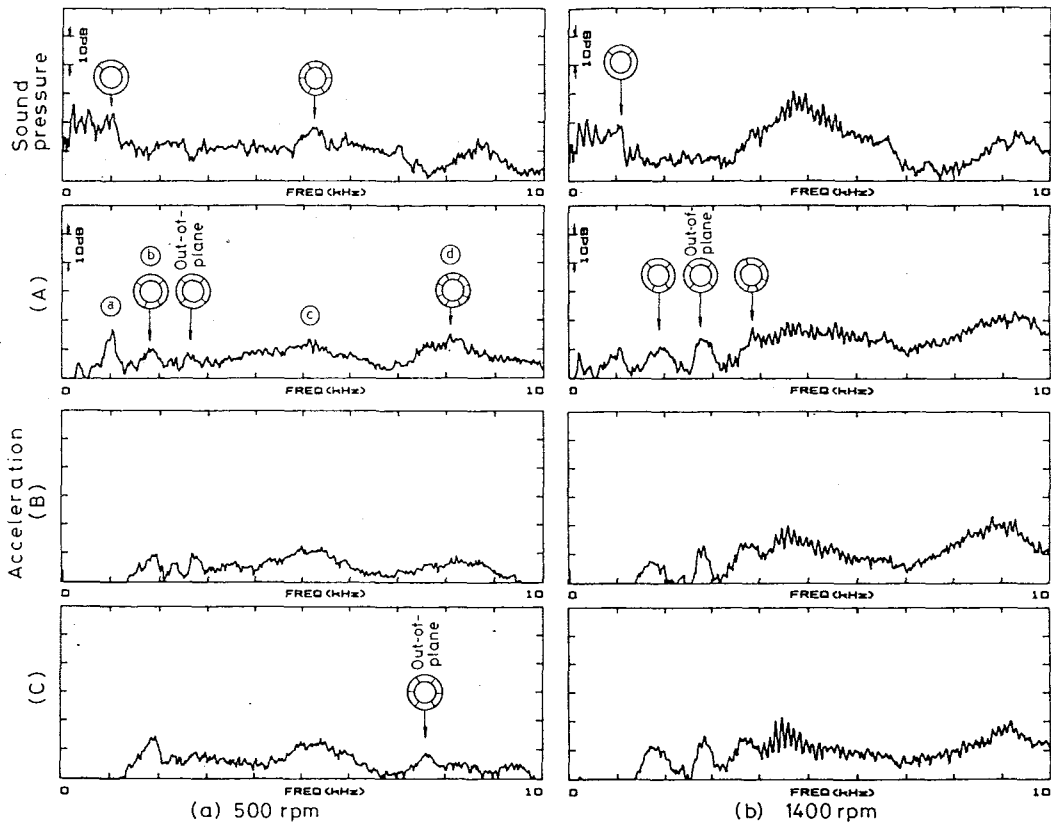 Sound
pressure
10dB
0
FREQ(kHz)
10
10dB
0
FREQ(kHz)
10
Acceleration
(A)
10dB
a
b
Out-of-
plane
c
d
0
FREQ(kHz)
10
10dB
Out-of-
plane
0
FREQ(kHz)
10
(B)
0
FREQ(kHz)
10
0
FREQ(kHz)
10
(C)
Out-of-
plane
0
FREQ(kHz)
10
0
FREQ(kHz)
10
(a) 500 rpm
(b) 1400 rpm